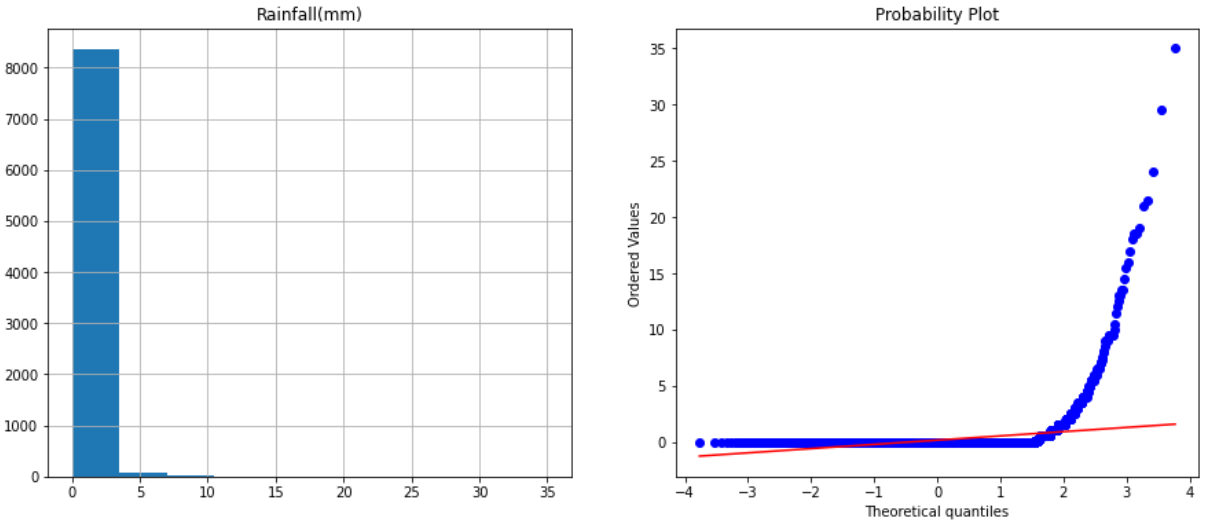 Rainfall(mm)
8000
7000
6000
5000
4000
3000
2000
1000
0
0 5 10 15 20 25 30 35
Probability Plot
Ordered Values
35
30
25
20
15
10
5
0
−4 −3 −2 −1 0 1 2 3 4
Theoretical quantiles